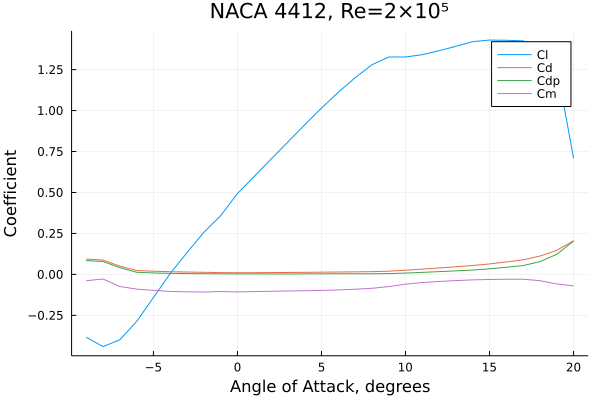 NACA 4412, Re=2×10⁵
Coefficient
1.25
1.00
0.75
0.50
0.25
0.00
−0.25
Cl
Cd
Cdp
Cm
−5 0 5 10 15 20
Angle of Attack, degrees